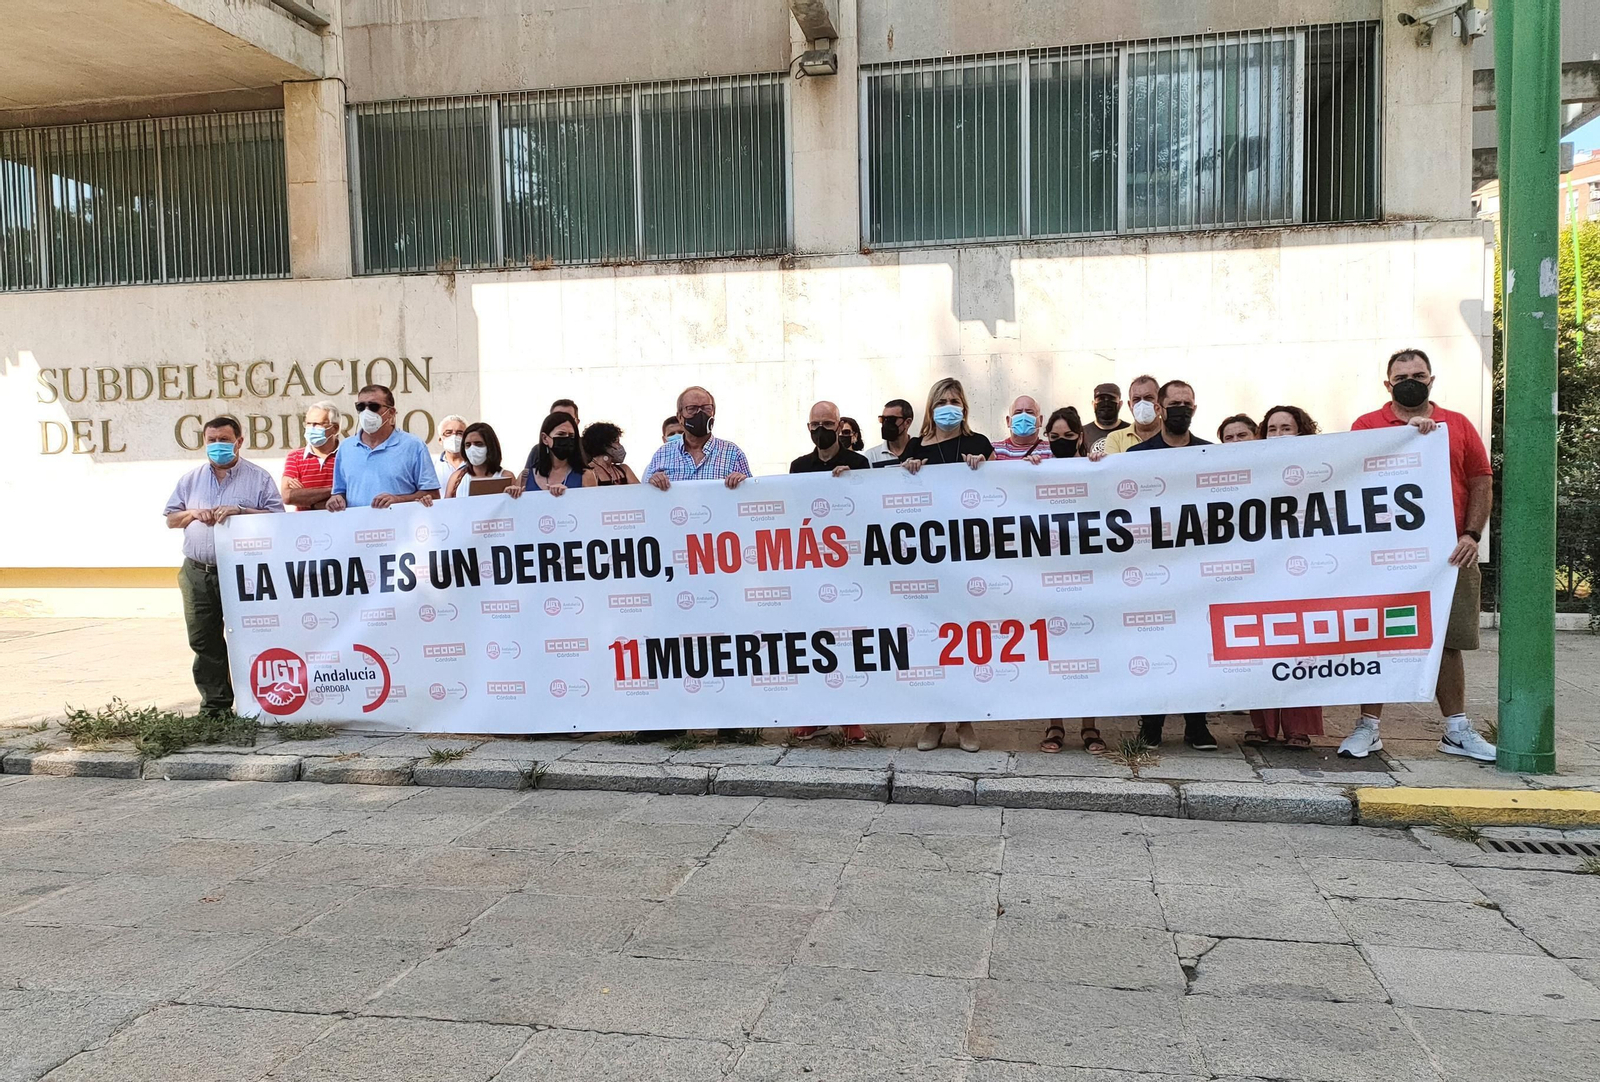 SUBDELEGACION
DEL GOBIERNO
LA VIDA ES UN DERECHO, NO MÁS ACCIDENTES LABORALES
11 MUERTES EN 2021
UGT
Andalucía
CÓRDOBA
CCOO
Córdoba